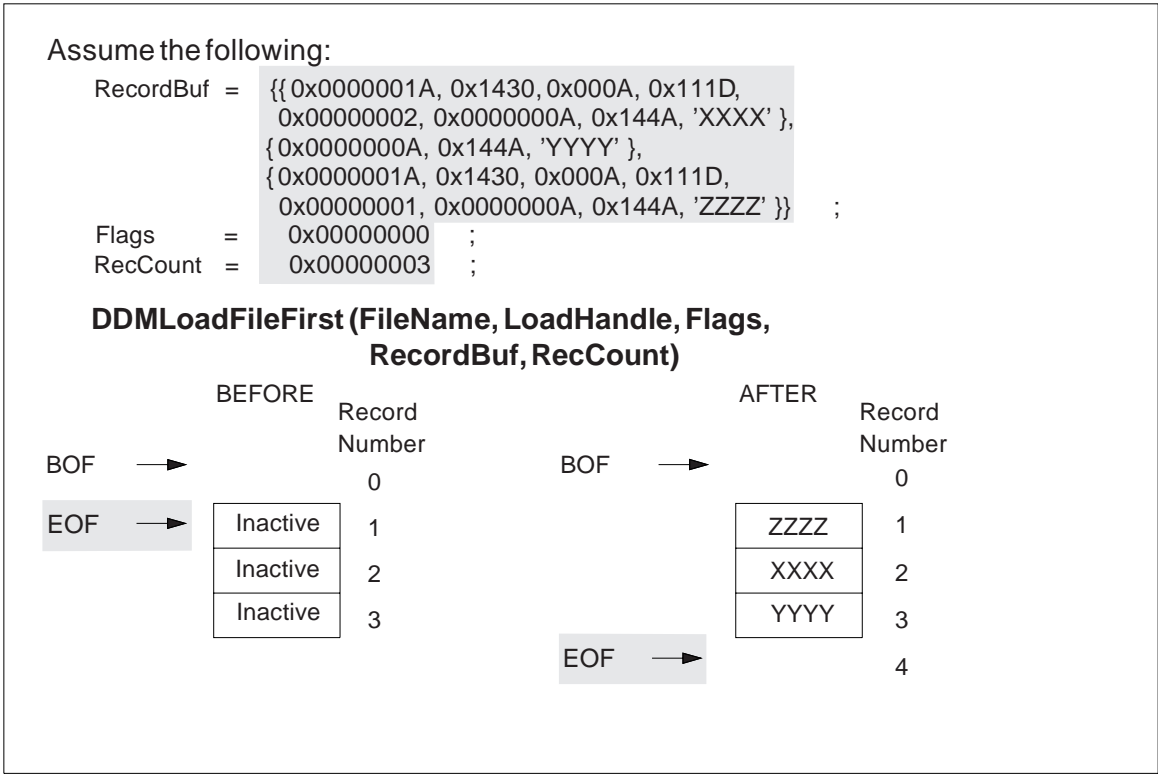 Assume the following:
RecordBuf = {{ 0x0000001A, 0x1430, 0x000A, 0x111D,
0x00000002, 0x0000000A, 0x144A, ’XXXX’ },
{ 0x0000000A, 0x144A, ’YYYY’ },
{ 0x0000001A, 0x1430, 0x000A, 0x111D,
0x00000001, 0x0000000A, 0x144A, ’ZZZZ’ }} ;
Flags = 0x00000000 ;
RecCount = 0x00000003 ;
DDMLoadFileFirst (FileName, LoadHandle, Flags,
RecordBuf, RecCount)
BEFORE
Record
Number
BOF
0
EOF
Inactive 1
Inactive 2
Inactive 3
AFTER
Record
Number
BOF
0
ZZZZ 1
XXXX 2
YYYY 3
EOF
4